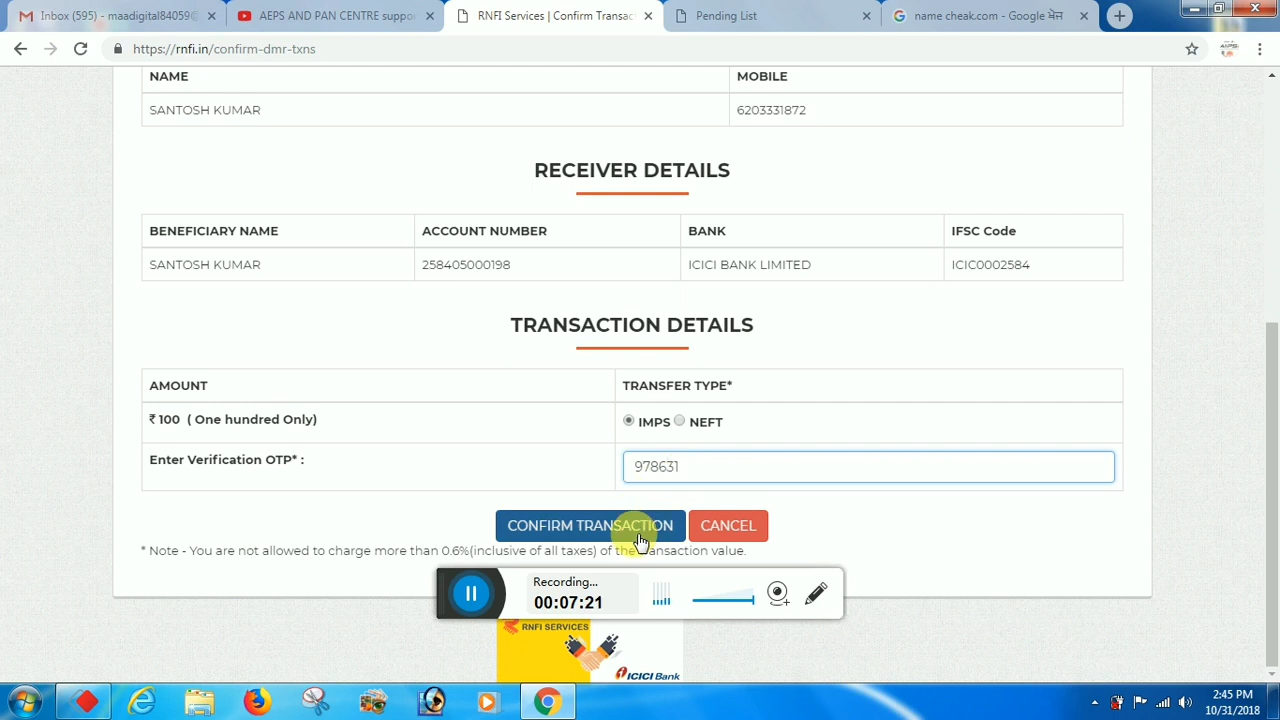 Inbox (595) - maadigital84059@
AEPS AND PAN CENTRE suppor
RNFI Services | Confirm Transac
Pending List
name cheak.com - Google सर्च
https://rnfi.in/confirm-dmr-txns
NAME MOBILE
SANTOSH KUMAR 6203331872
RECEIVER DETAILS
BENEFICIARY NAME ACCOUNT NUMBER BANK IFSC Code
SANTOSH KUMAR 258405000198 ICICI BANK LIMITED ICIC0002584
TRANSACTION DETAILS
AMOUNT TRANSFER TYPE*
₹ 100 ( One hundred Only) IMPS NEFT
Enter Verification OTP* : 978631
CONFIRM TRANSACTION CANCEL
* Note - You are not allowed to charge more than 0.6%(inclusive of all taxes) of the transaction value.
Recording...
00:07:21
RNFI SERVICES
ICICI Bank
2:45 PM
10/31/2018